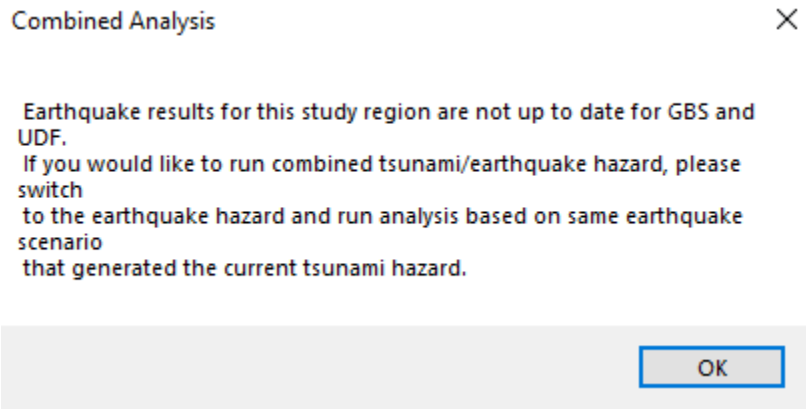 Combined Analysis
Earthquake results for this study region are not up to date for GBS and
UDF.
If you would like to run combined tsunami/earthquake hazard, please
switch
to the earthquake hazard and run analysis based on same earthquake
scenario
that generated the current tsunami hazard.
OK